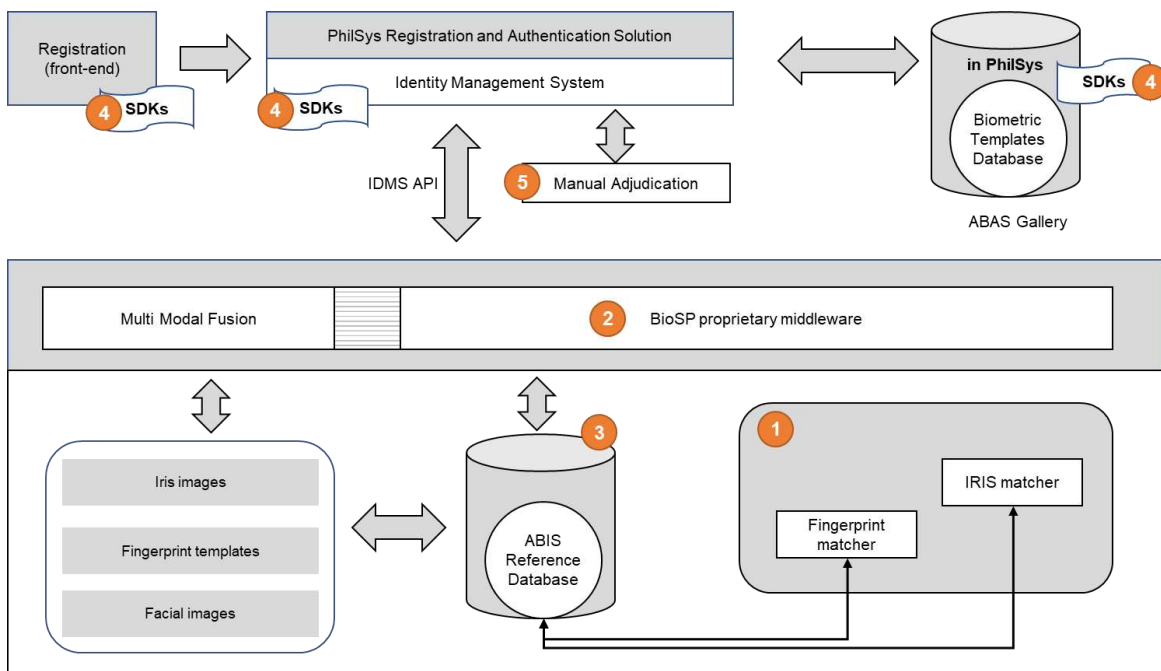 Registration
(front-end)
4
SDKs
PhilSys Registration and Authentication Solution
Identity Management System
4
SDKs
in PhilSys
SDKs
4
Biometric
Templates
Database
ABAS Gallery
IDMS API
5
Manual Adjudication
Multi Modal Fusion
2
BioSP proprietary middleware
Iris images
Fingerprint templates
Facial images
3
ABIS
Reference
Database
1
IRIS matcher
Fingerprint
matcher